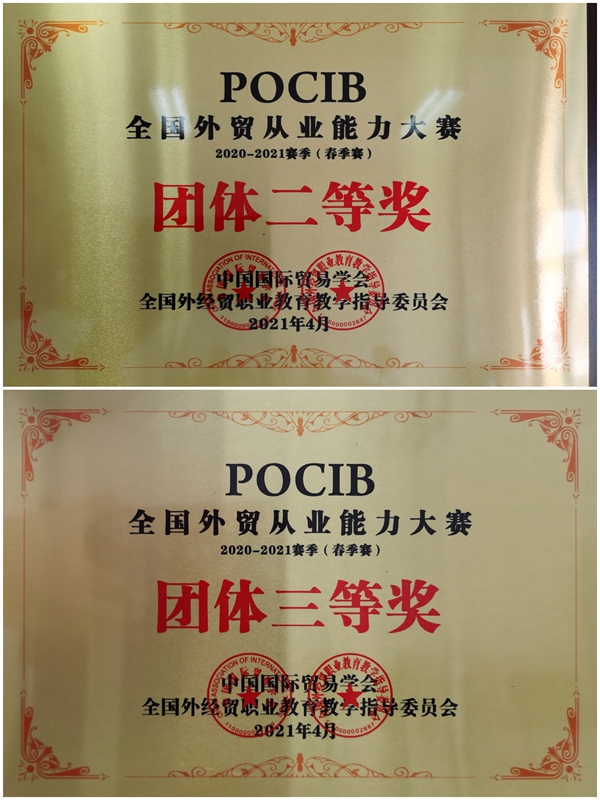 POCIB
全国外贸从业能力大赛
2020-2021赛季（春季赛）
团体二等奖
中国国际贸易学会
全国外经贸职业教育教学指导委员会
2021年4月
POCIB
全国外贸从业能力大赛
2020-2021赛季（春季赛）
团体三等奖
中国国际贸易学会
全国外经贸职业教育教学指导委员会
2021年4月